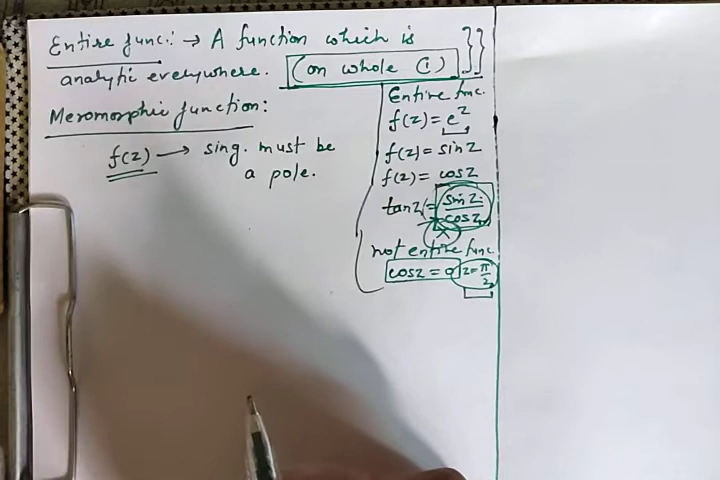 Entire func.: → A function which is
analytic everywhere. (on whole ℂ) }}
Meromorphic function:
f(z) → sing. must be
a pole.
Entire func.
f(z) = e^z
f(z) = sin z
f(z) = cos z
tan z = sin z / cos z
×
not entire func.
cos z = 0 z = π/2